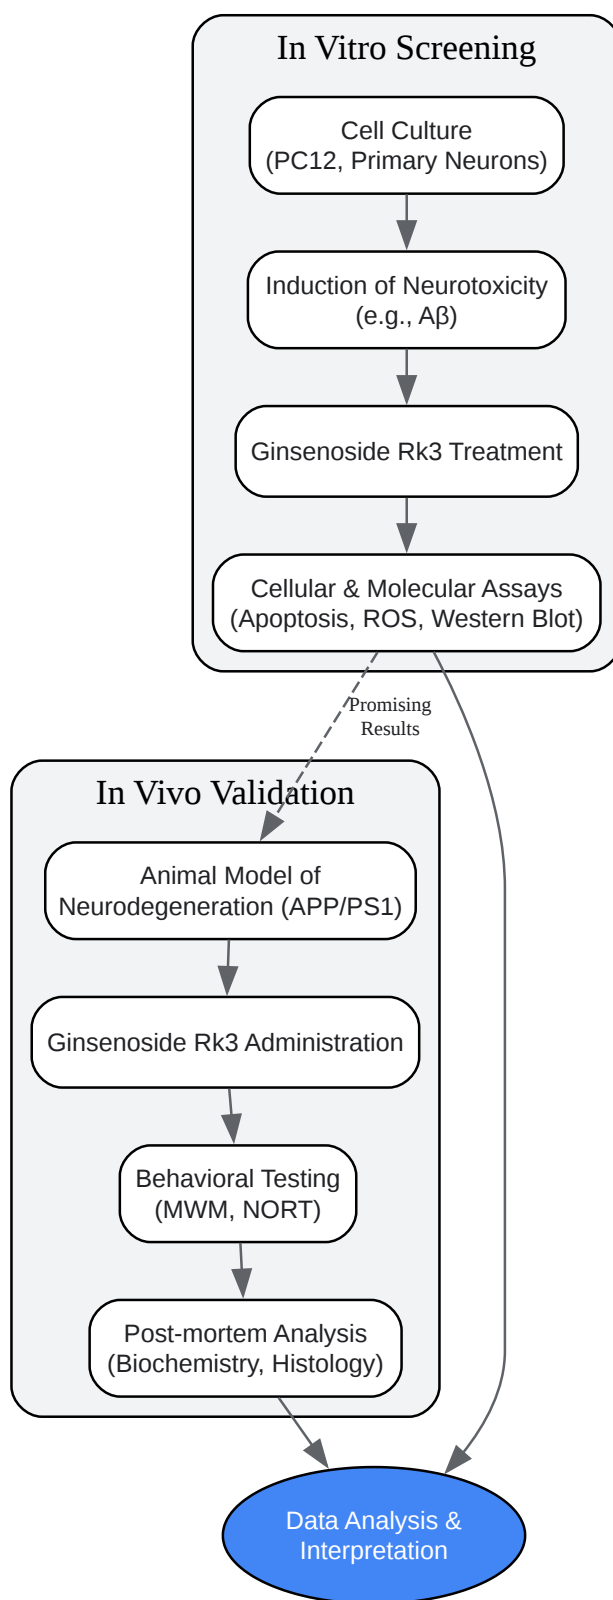 In Vitro Screening
Cell Culture
(PC12, Primary Neurons)
Induction of Neurotoxicity
(e.g., Aβ)
Ginsenoside Rk3 Treatment
Cellular & Molecular Assays
(Apoptosis, ROS, Western Blot)
Promising
Results
In Vivo Validation
Animal Model of
Neurodegeneration (APP/PS1)
Ginsenoside Rk3 Administration
Behavioral Testing
(MWM, NORT)
Post-mortem Analysis
(Biochemistry, Histology)
Data Analysis &
Interpretation